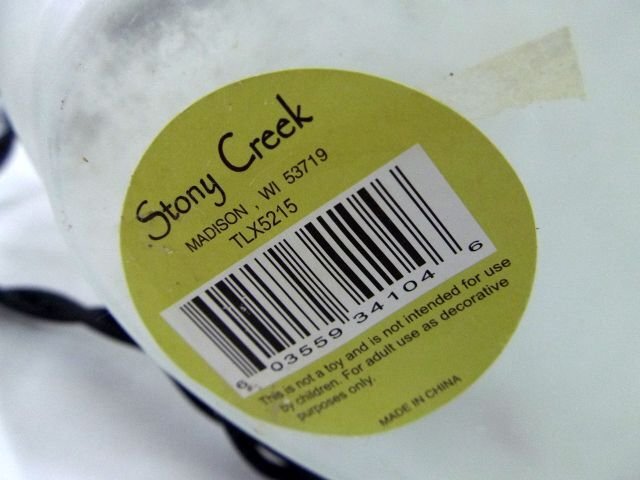 Stony Creek
MADISON , WI 53719
TLX5215
6 03559 34104 6
This is not a toy and is not intended for use
by children. For adult use as decorative
purposes only.
MADE IN CHINA